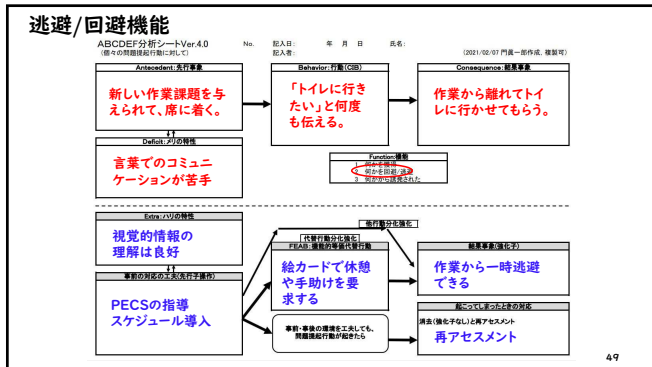 逃避/回避機能
ABCDEF分析シートVer.4.0
(個々の問題提起行動に対して)
No.
記入日:　年　月　日
氏名:
記入者:
(2021/02/07 門眞一郎作成, 複製可)
Antecedent:先行事象
新しい作業課題を与
えられて、席に着く。
Behavior:行動(CIB)
「トイレに行き
たい」と何度
も伝える。
Consequence:結果事象
作業から離れてトイ
レに行かせてもらう。
Deficit:メリの特性
言葉でのコミュニ
ケーションが苦手
Function:機能
1 何かを獲得
2 何かを回避/逃避
3 何かから誘発された
Extra:ハリの特性
視覚的情報の
理解は良好
他行動分化強化
代替行動分化強化
FEAB:機能的等価代替行動
絵カードで休憩
や手助けを要
求する
結果事象(強化子)
作業から一時逃避
できる
事前の対応の工夫(先行子操作)
PECSの指導
スケジュール導入
事前・事後の環境を工夫しても、
問題提起行動が起きたら
起こってしまったときの対応
消去(強化子なし)と再アセスメント
再アセスメント
49